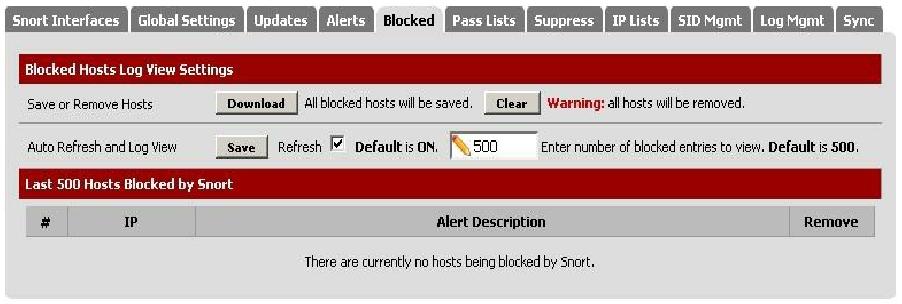 Snort Interfaces Global Settings Updates Alerts Blocked Pass Lists Suppress IP Lists SID Mgmt Log Mgmt Sync
Blocked Hosts Log View Settings
Save or Remove Hosts Download All blocked hosts will be saved. Clear Warning: all hosts will be removed.
Auto Refresh and Log View Save Refresh Default is ON. 500 Enter number of blocked entries to view. Default is 500.
Last 500 Hosts Blocked by Snort
# IP Alert Description Remove
There are currently no hosts being blocked by Snort.